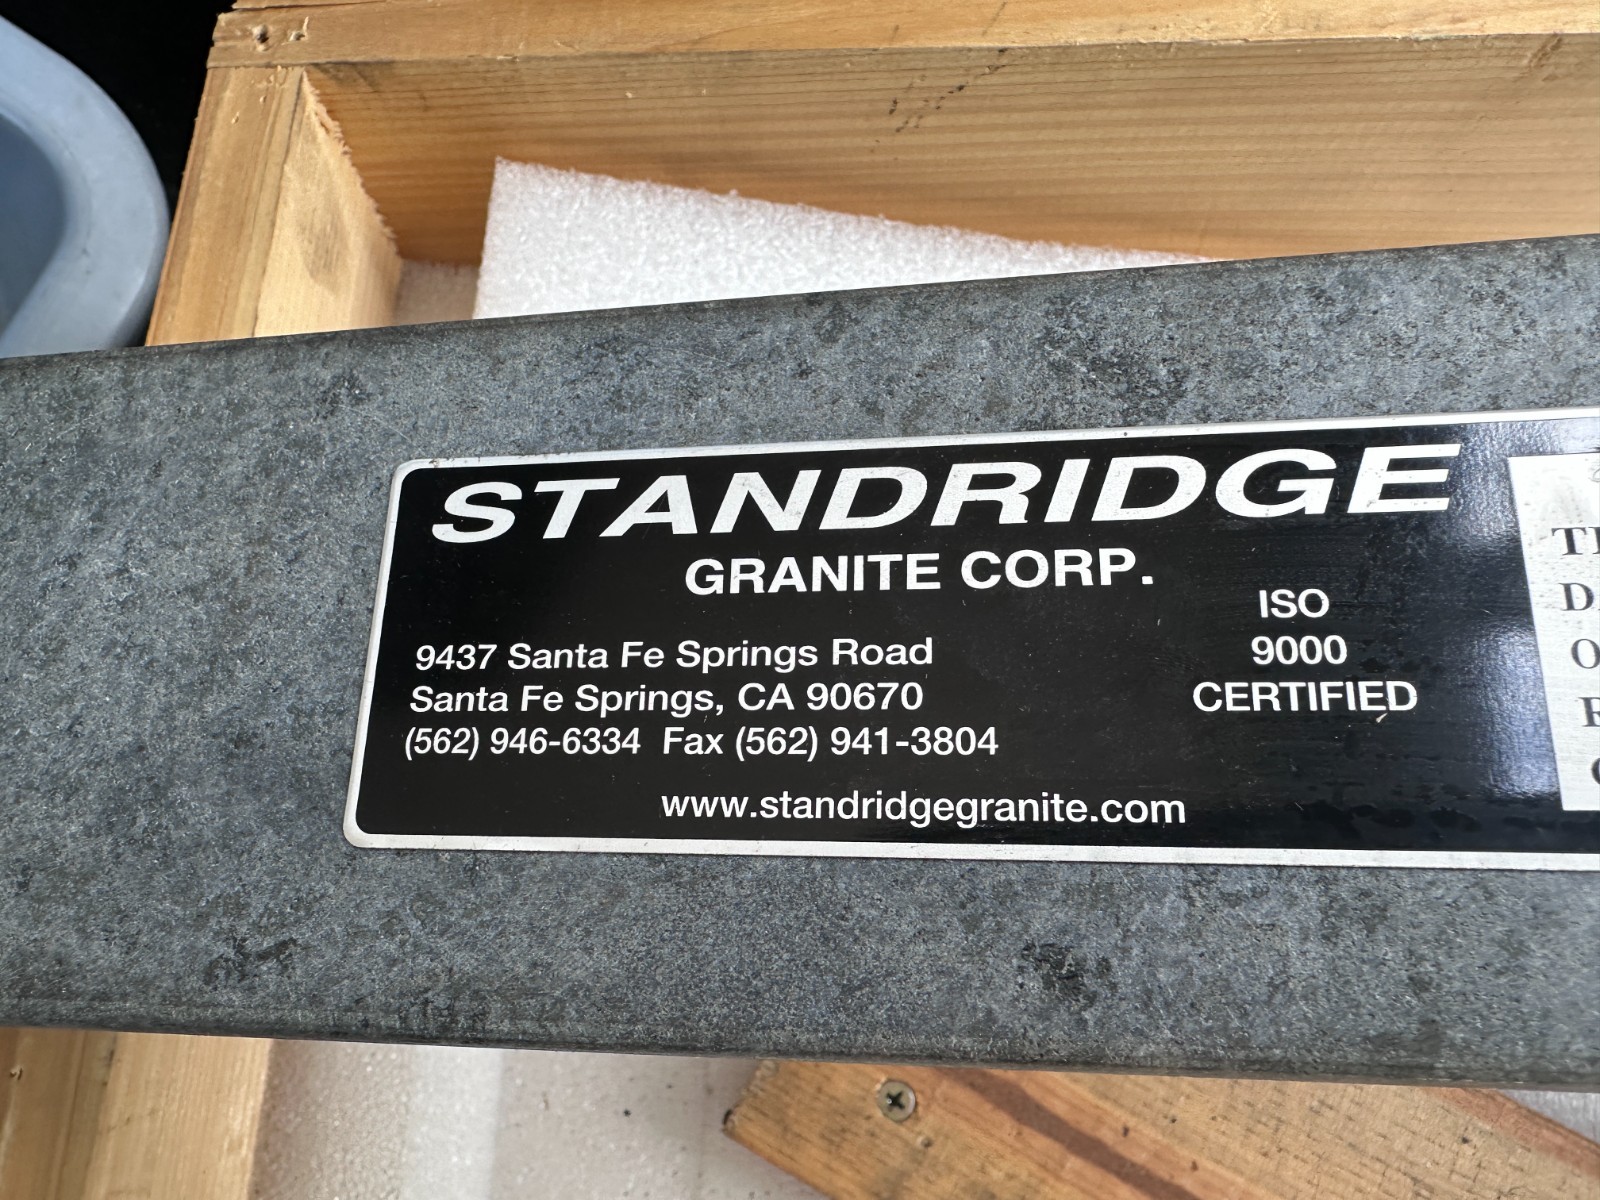 STANDRIDGE
GRANITE CORP.
ISO
9000
CERTIFIED
9437 Santa Fe Springs Road
Santa Fe Springs, CA 90670
(562) 946-6334 Fax (562) 941-3804
www.standridgegranite.com